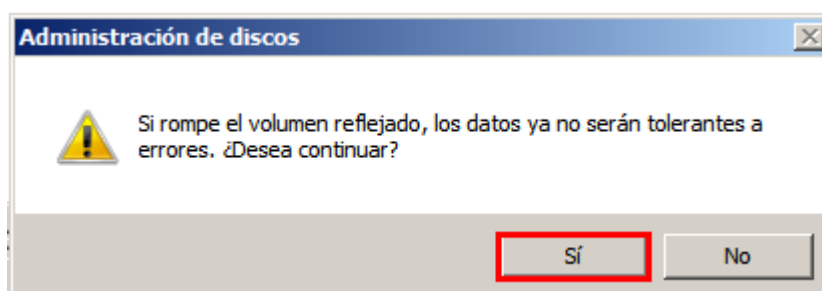 Administración de discos
Si rompe el volumen reflejado, los datos ya no serán tolerantes a
errores. ¿Desea continuar?
Sí
No